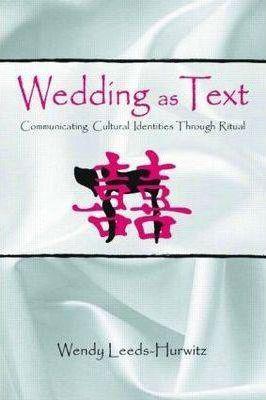 Wedding as Text
Communicating Cultural Identities Through Ritual
囍
Wendy Leeds-Hurwitz